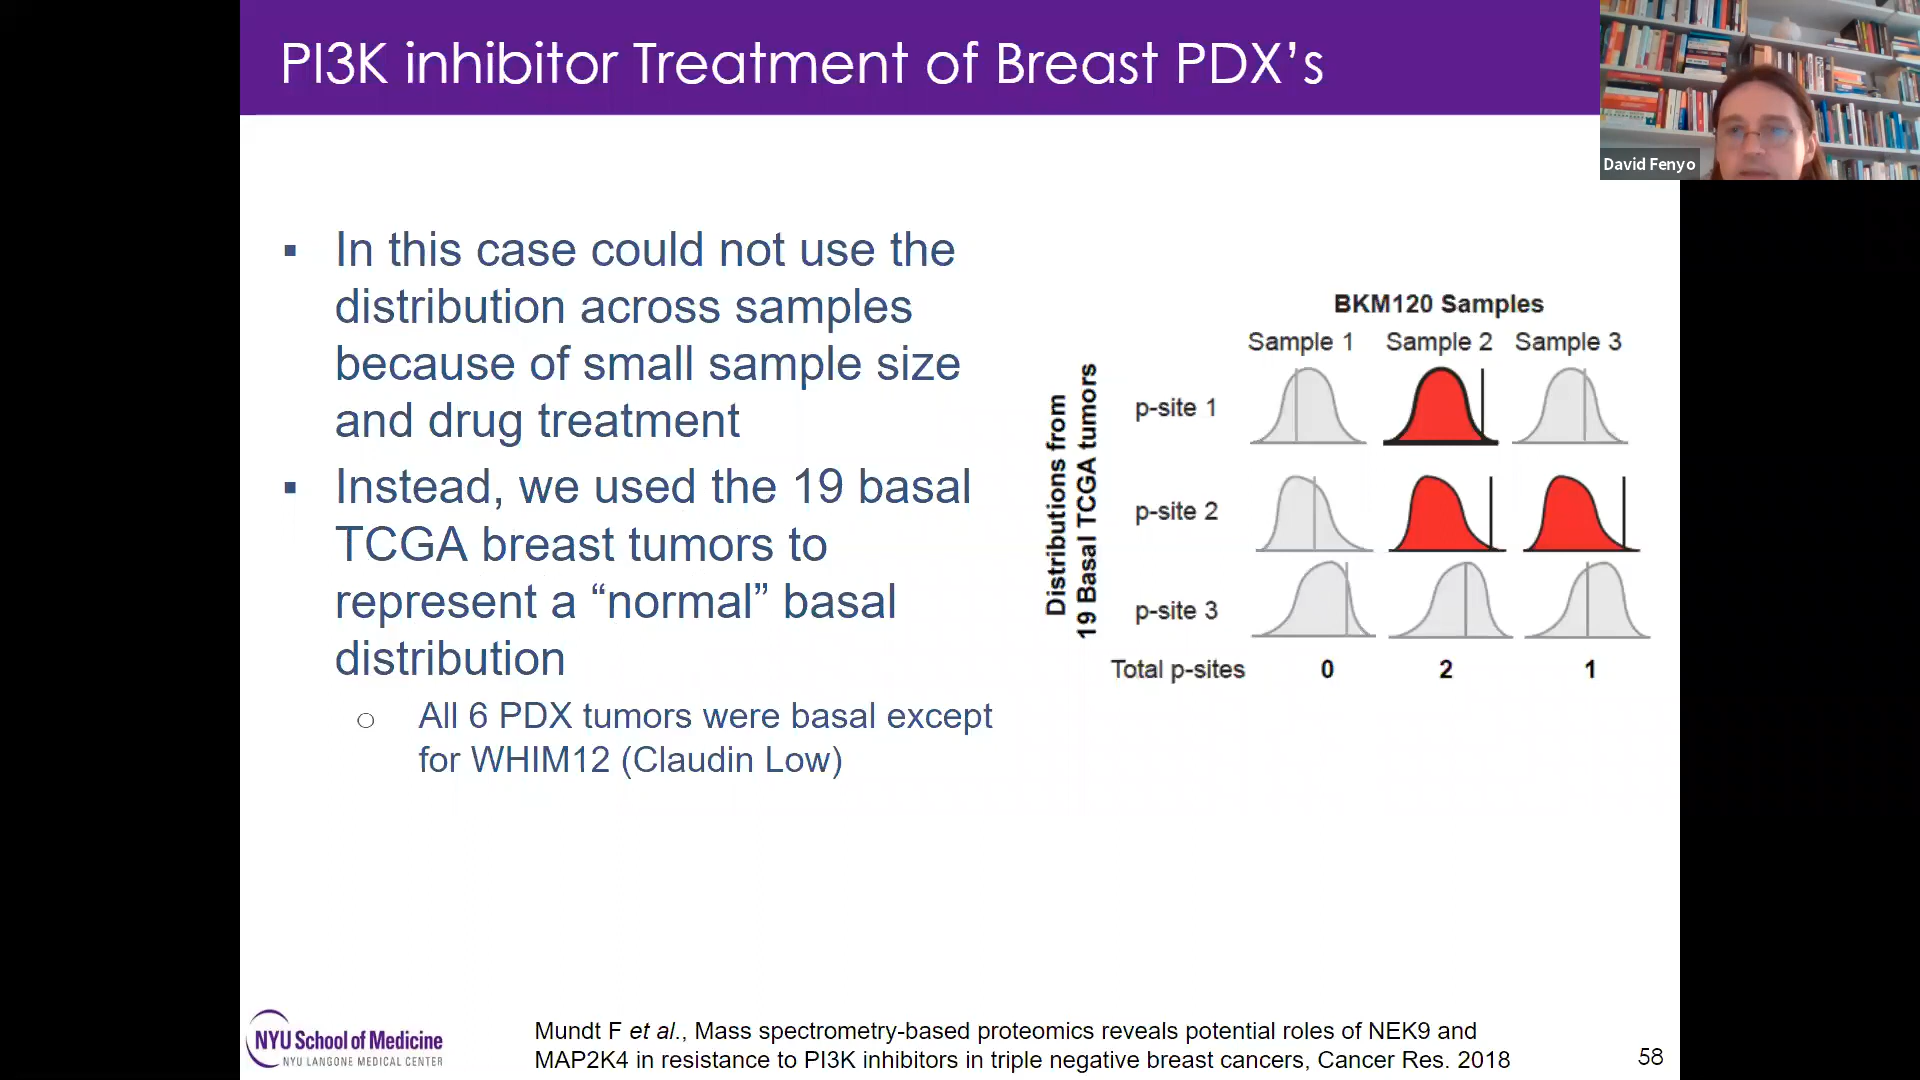 PI3K inhibitor Treatment of Breast PDX's
David Fenyo
▪ In this case could not use the
distribution across samples
because of small sample size
and drug treatment
▪ Instead, we used the 19 basal
TCGA breast tumors to
represent a “normal” basal
distribution
○ All 6 PDX tumors were basal except
for WHIM12 (Claudin Low)
BKM120 Samples
Sample 1 Sample 2 Sample 3
Distributions from
19 Basal TCGA tumors
p-site 1
p-site 2
p-site 3
Total p-sites 0 2 1
NYU School of Medicine
NYU LANGONE MEDICAL CENTER
Mundt F et al., Mass spectrometry-based proteomics reveals potential roles of NEK9 and
MAP2K4 in resistance to PI3K inhibitors in triple negative breast cancers, Cancer Res. 2018
58